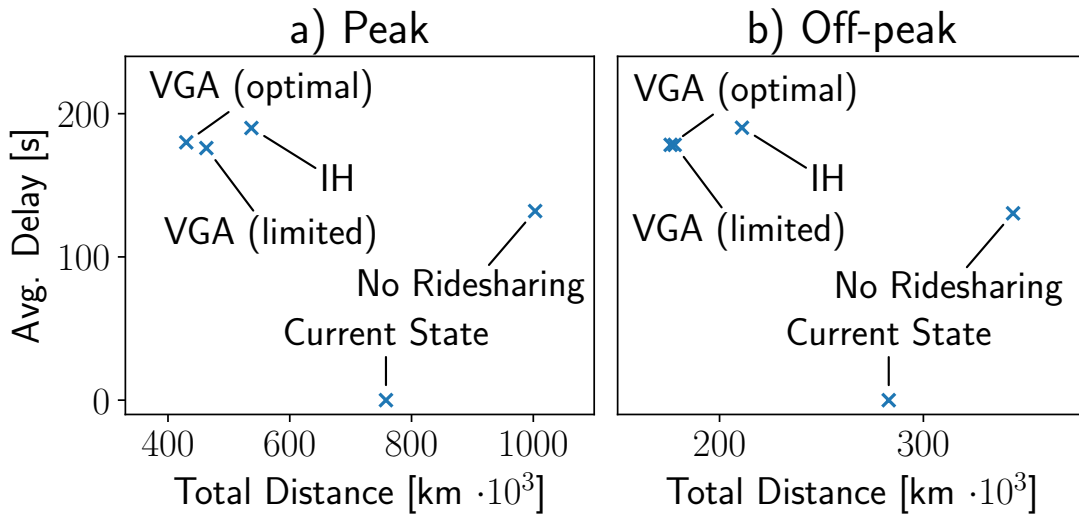 a) Peak
b) Off-peak
Avg. Delay [s]
200
100
0
VGA (optimal)
IH
VGA (limited)
No Ridesharing
Current State
VGA (optimal)
IH
VGA (limited)
No Ridesharing
Current State
400
600
800
1000
200
300
Total Distance [km ·10³]
Total Distance [km ·10³]